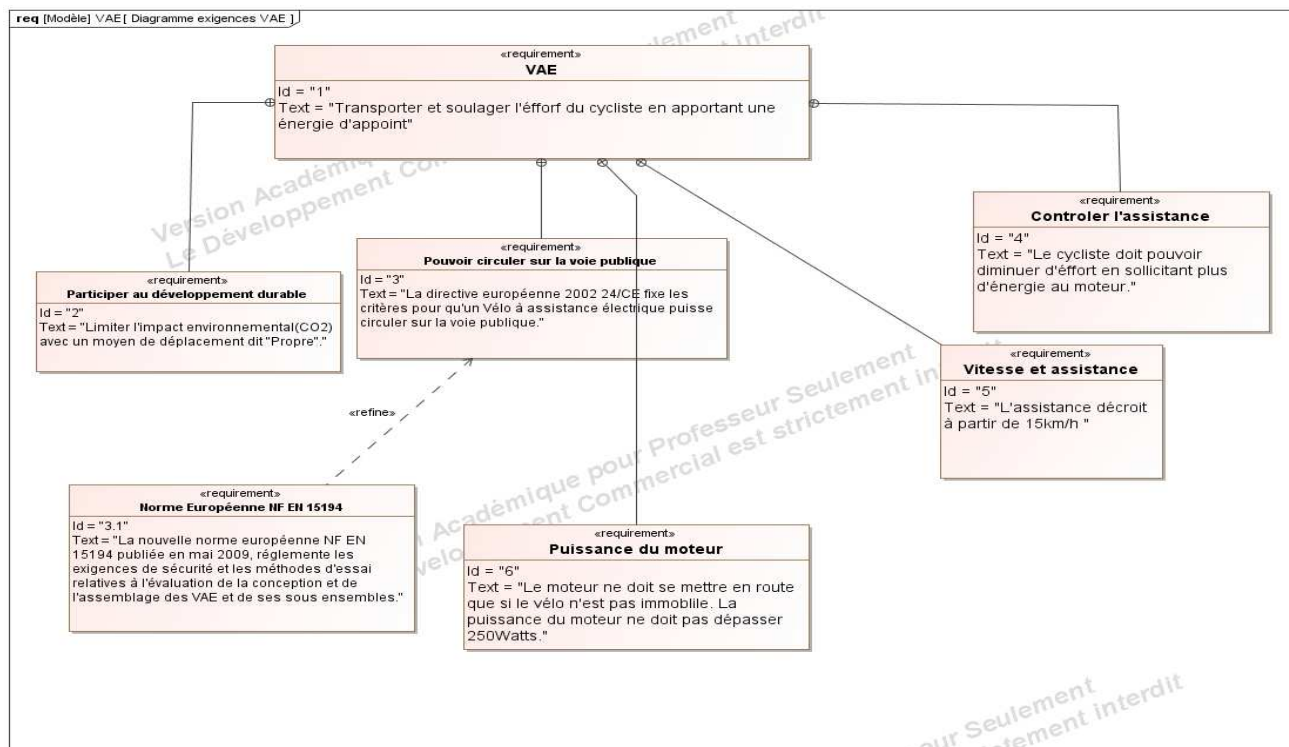 req [Modèle] VAE[ Diagramme exigences VAE ]
«requirement»
VAE
Id = "1"
Text = "Transporter et soulager l'éfforf du cycliste en apportant une
énergie d'appoint"
«requirement»
Controler l'assistance
Id = "4"
Text = "Le cycliste doit pouvoir
diminuer d'éffort en sollicitant plus
d'énergie au moteur."
«requirement»
Pouvoir circuler sur la voie publique
Id = "3"
Text = "La directive européenne 2002 24/CE fixe les
critères pour qu'un Vélo à assistance électrique puisse
circuler sur la voie publique."
«requirement»
Participer au développement durable
Id = "2"
Text = "Limiter l'impact environnemental(CO2)
avec un moyen de déplacement dit "Propre"."
«requirement»
Vitesse et assistance
Id = "5"
Text = "L'assistance décroit
à partir de 15km/h "
«refine»
«requirement»
Norme Européenne NF EN 15194
Id = "3.1"
Text = "La nouvelle norme européenne NF EN
15194 publiée en mai 2009, réglemente les
exigences de sécurité et les méthodes d'essai
relatives à l'évaluation de la conception et de
l'assemblage des VAE et de ses sous ensembles."
«requirement»
Puissance du moteur
Id = "6"
Text = "Le moteur ne doit se mettre en route
que si le vélo n'est pas immoblile. La
puissance du moteur ne doit pas dépasser
250Watts."
Version Académique
Le Développement
Académique pour Professeur Seulement
Commercial est strictement
Seulement
interdit